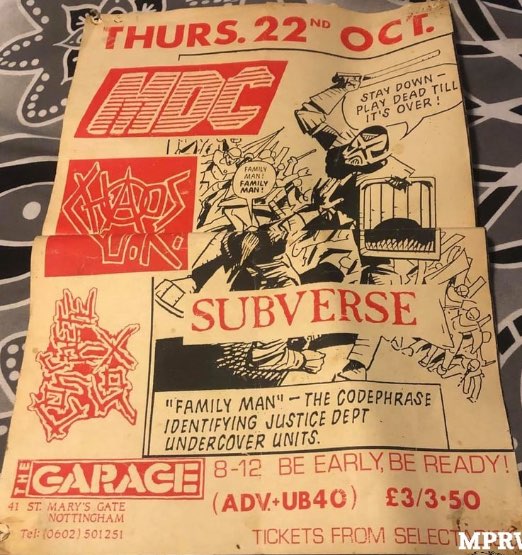 THURS. 22ND OCT.
MDC
STAY DOWN –
PLAY DEAD TILL
IT'S OVER!
FAMILY
MAN!
FAMILY
MAN!
CHAOS
U.K.
SUBVERSE
CONCRETE
SOX
"FAMILY MAN" – THE CODEPHRASE
IDENTIFYING JUSTICE DEPT
UNDERCOVER UNITS.
THE GARAGE
41 ST. MARY'S GATE
NOTTINGHAM
Tel: (0602) 501251
8-12 BE EARLY, BE READY!
(ADV.+UB40) £3/3·50
TICKETS FROM SELECT
MPRV